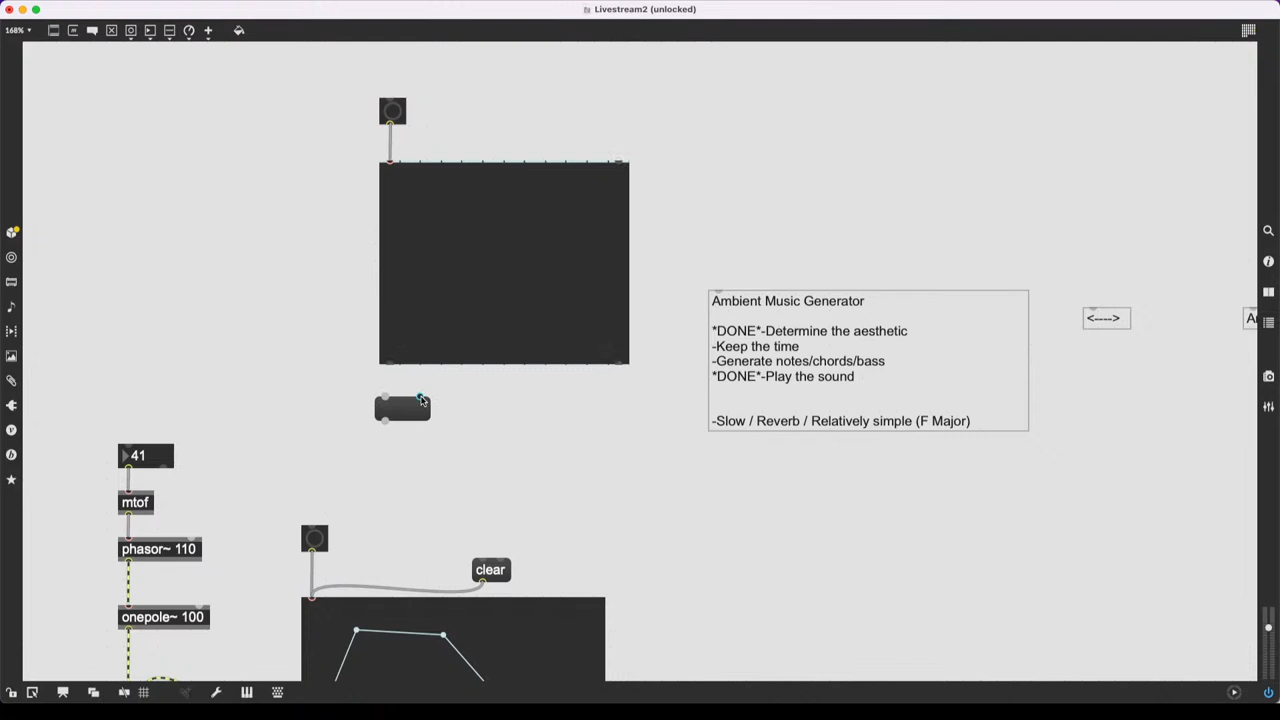 Livestream2 (unlocked)
168%
Ambient Music Generator
*DONE*-Determine the aesthetic
-Keep the time
-Generate notes/chords/bass
*DONE*-Play the sound
-Slow / Reverb / Relatively simple (F Major)
<---->
41
mtof
phasor~ 110
onepole~ 100
clear